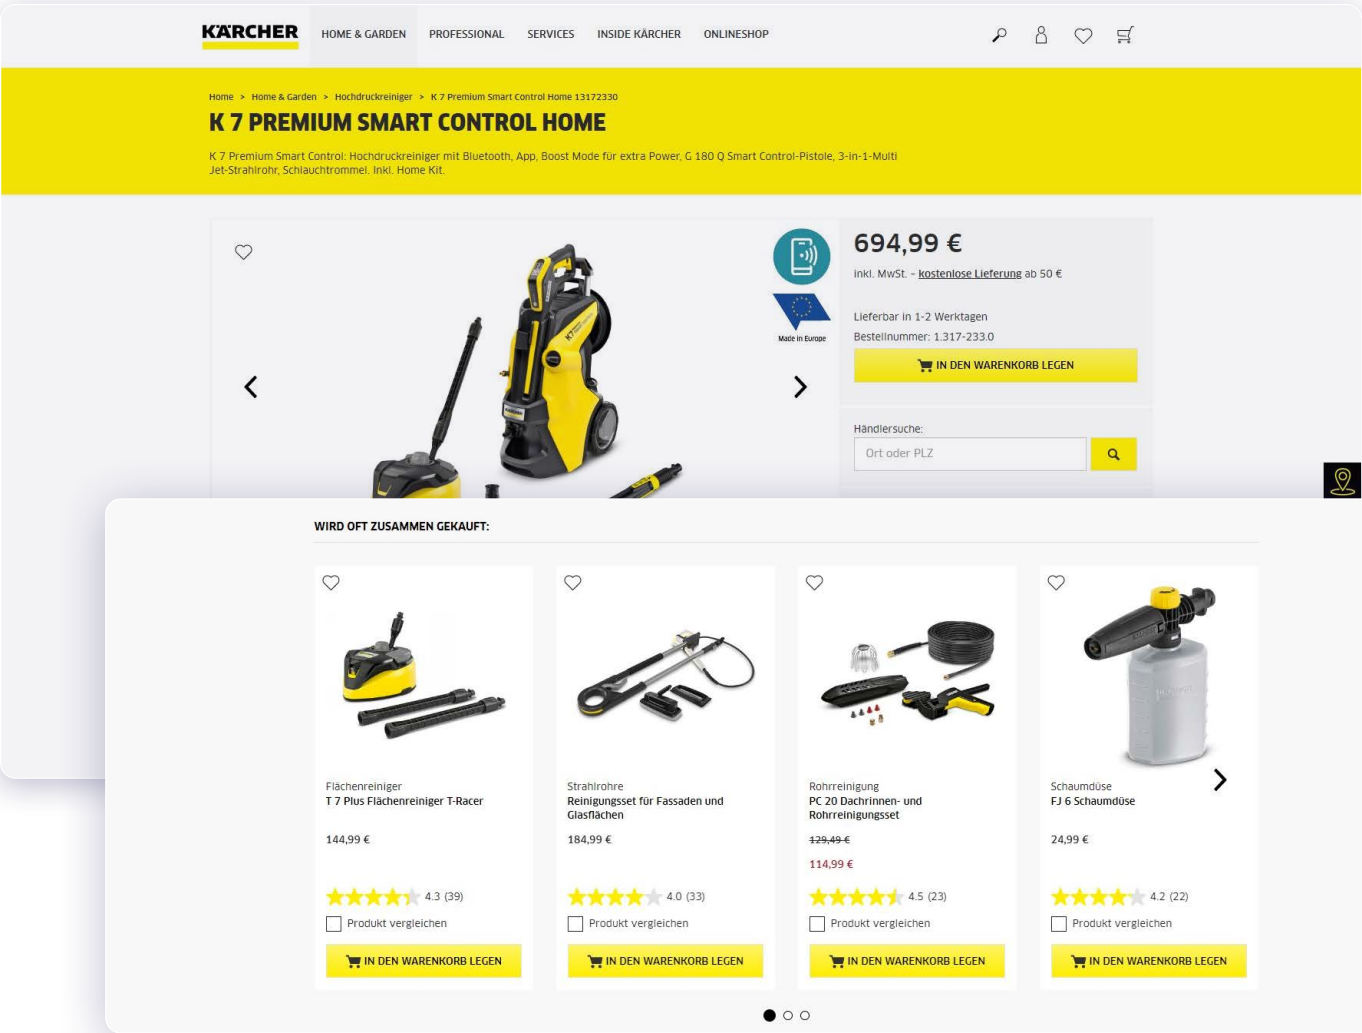 KÄRCHER
HOME & GARDEN PROFESSIONAL SERVICES INSIDE KÄRCHER ONLINESHOP
Home > Home & Garden > Hochdruckreiniger > K 7 Premium Smart Control Home 13172330
K 7 PREMIUM SMART CONTROL HOME
K 7 Premium Smart Control: Hochdruckreiniger mit Bluetooth, App, Boost Mode für extra Power, G 180 Q Smart Control-Pistole, 3-in-1-Multi
Jet-Strahlrohr, Schlauchtrommel. Inkl. Home Kit.
Made in Europe
694,99 €
inkl. MwSt. - kostenlose Lieferung ab 50 €
Lieferbar in 1-2 Werktagen
Bestellnummer: 1.317-233.0
IN DEN WARENKORB LEGEN
Händlersuche:
Ort oder PLZ
WIRD OFT ZUSAMMEN GEKAUFT:
Flächenreiniger
T 7 Plus Flächenreiniger T-Racer
144,99 €
4.3 (39)
Produkt vergleichen
IN DEN WARENKORB LEGEN
Strahlrohre
Reinigungsset für Fassaden und
Glasflächen
184,99 €
4.0 (33)
Produkt vergleichen
IN DEN WARENKORB LEGEN
Rohrreinigung
PC 20 Dachrinnen- und
Rohrreinigungsset
129,49 €
114,99 €
4.5 (23)
Produkt vergleichen
IN DEN WARENKORB LEGEN
Schaumdüse
FJ 6 Schaumdüse
24,99 €
4.2 (22)
Produkt vergleichen
IN DEN WARENKORB LEGEN